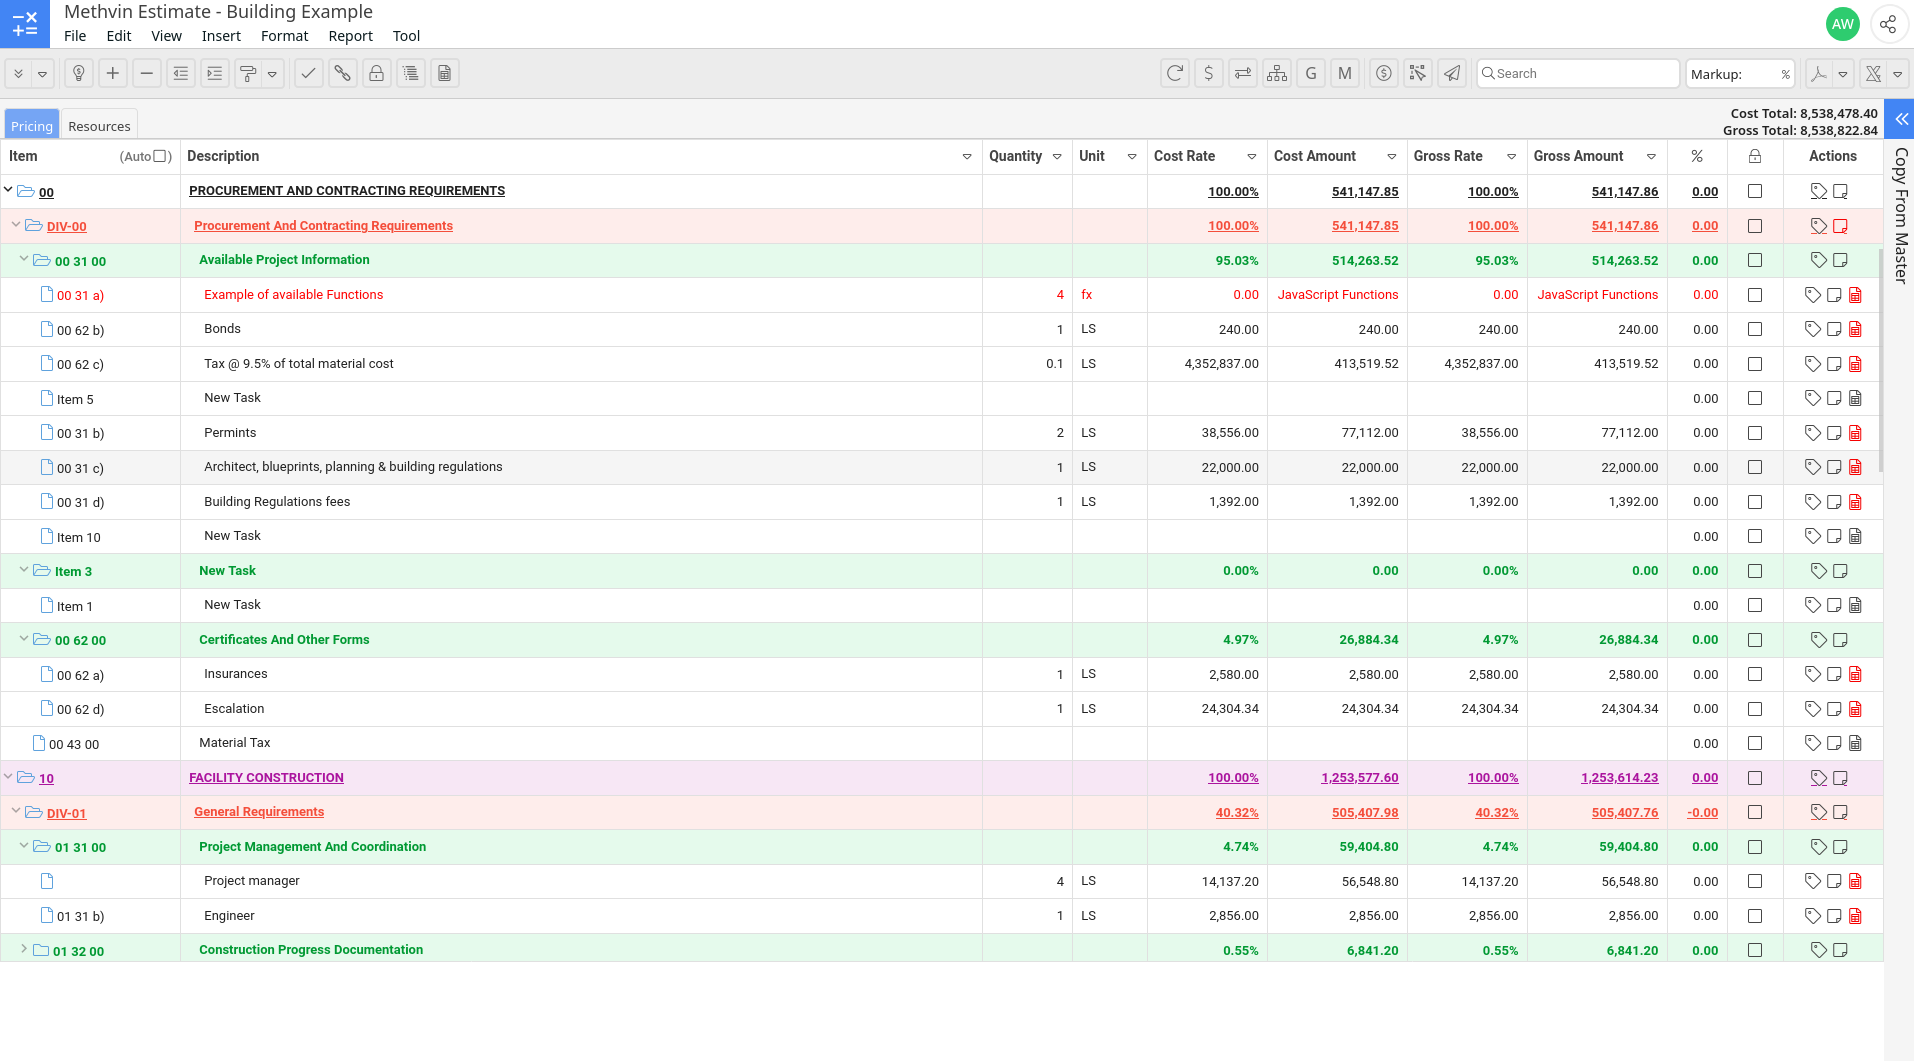 Methvin Estimate - Building Example
File Edit View Insert Format Report Tool
AW
G M Search Markup: %
Pricing Resources
Cost Total: 8,538,478.40
Gross Total: 8,538,822.84
Item (Auto ) Description Quantity Unit Cost Rate Cost Amount Gross Rate Gross Amount % Actions
00 PROCUREMENT AND CONTRACTING REQUIREMENTS 100.00% 541,147.85 100.00% 541,147.86 0.00
DIV-00 Procurement And Contracting Requirements 100.00% 541,147.85 100.00% 541,147.86 0.00
00 31 00 Available Project Information 95.03% 514,263.52 95.03% 514,263.52 0.00
00 31 a) Example of available Functions 4 fx 0.00 JavaScript Functions 0.00 JavaScript Functions 0.00
00 62 b) Bonds 1 LS 240.00 240.00 240.00 240.00 0.00
00 62 c) Tax @ 9.5% of total material cost 0.1 LS 4,352,837.00 413,519.52 4,352,837.00 413,519.52 0.00
Item 5 New Task 0.00
00 31 b) Permints 2 LS 38,556.00 77,112.00 38,556.00 77,112.00 0.00
00 31 c) Architect, blueprints, planning & building regulations 1 LS 22,000.00 22,000.00 22,000.00 22,000.00 0.00
00 31 d) Building Regulations fees 1 LS 1,392.00 1,392.00 1,392.00 1,392.00 0.00
Item 10 New Task 0.00
Item 3 New Task 0.00% 0.00 0.00% 0.00 0.00
Item 1 New Task 0.00
00 62 00 Certificates And Other Forms 4.97% 26,884.34 4.97% 26,884.34 0.00
00 62 a) Insurances 1 LS 2,580.00 2,580.00 2,580.00 2,580.00 0.00
00 62 d) Escalation 1 LS 24,304.34 24,304.34 24,304.34 24,304.34 0.00
00 43 00 Material Tax 0.00
10 FACILITY CONSTRUCTION 100.00% 1,253,577.60 100.00% 1,253,614.23 0.00
DIV-01 General Requirements 40.32% 505,407.98 40.32% 505,407.76 -0.00
01 31 00 Project Management And Coordination 4.74% 59,404.80 4.74% 59,404.80 0.00
Project manager 4 LS 14,137.20 56,548.80 14,137.20 56,548.80 0.00
01 31 b) Engineer 1 LS 2,856.00 2,856.00 2,856.00 2,856.00 0.00
01 32 00 Construction Progress Documentation 0.55% 6,841.20 0.55% 6,841.20 0.00
Copy From Master